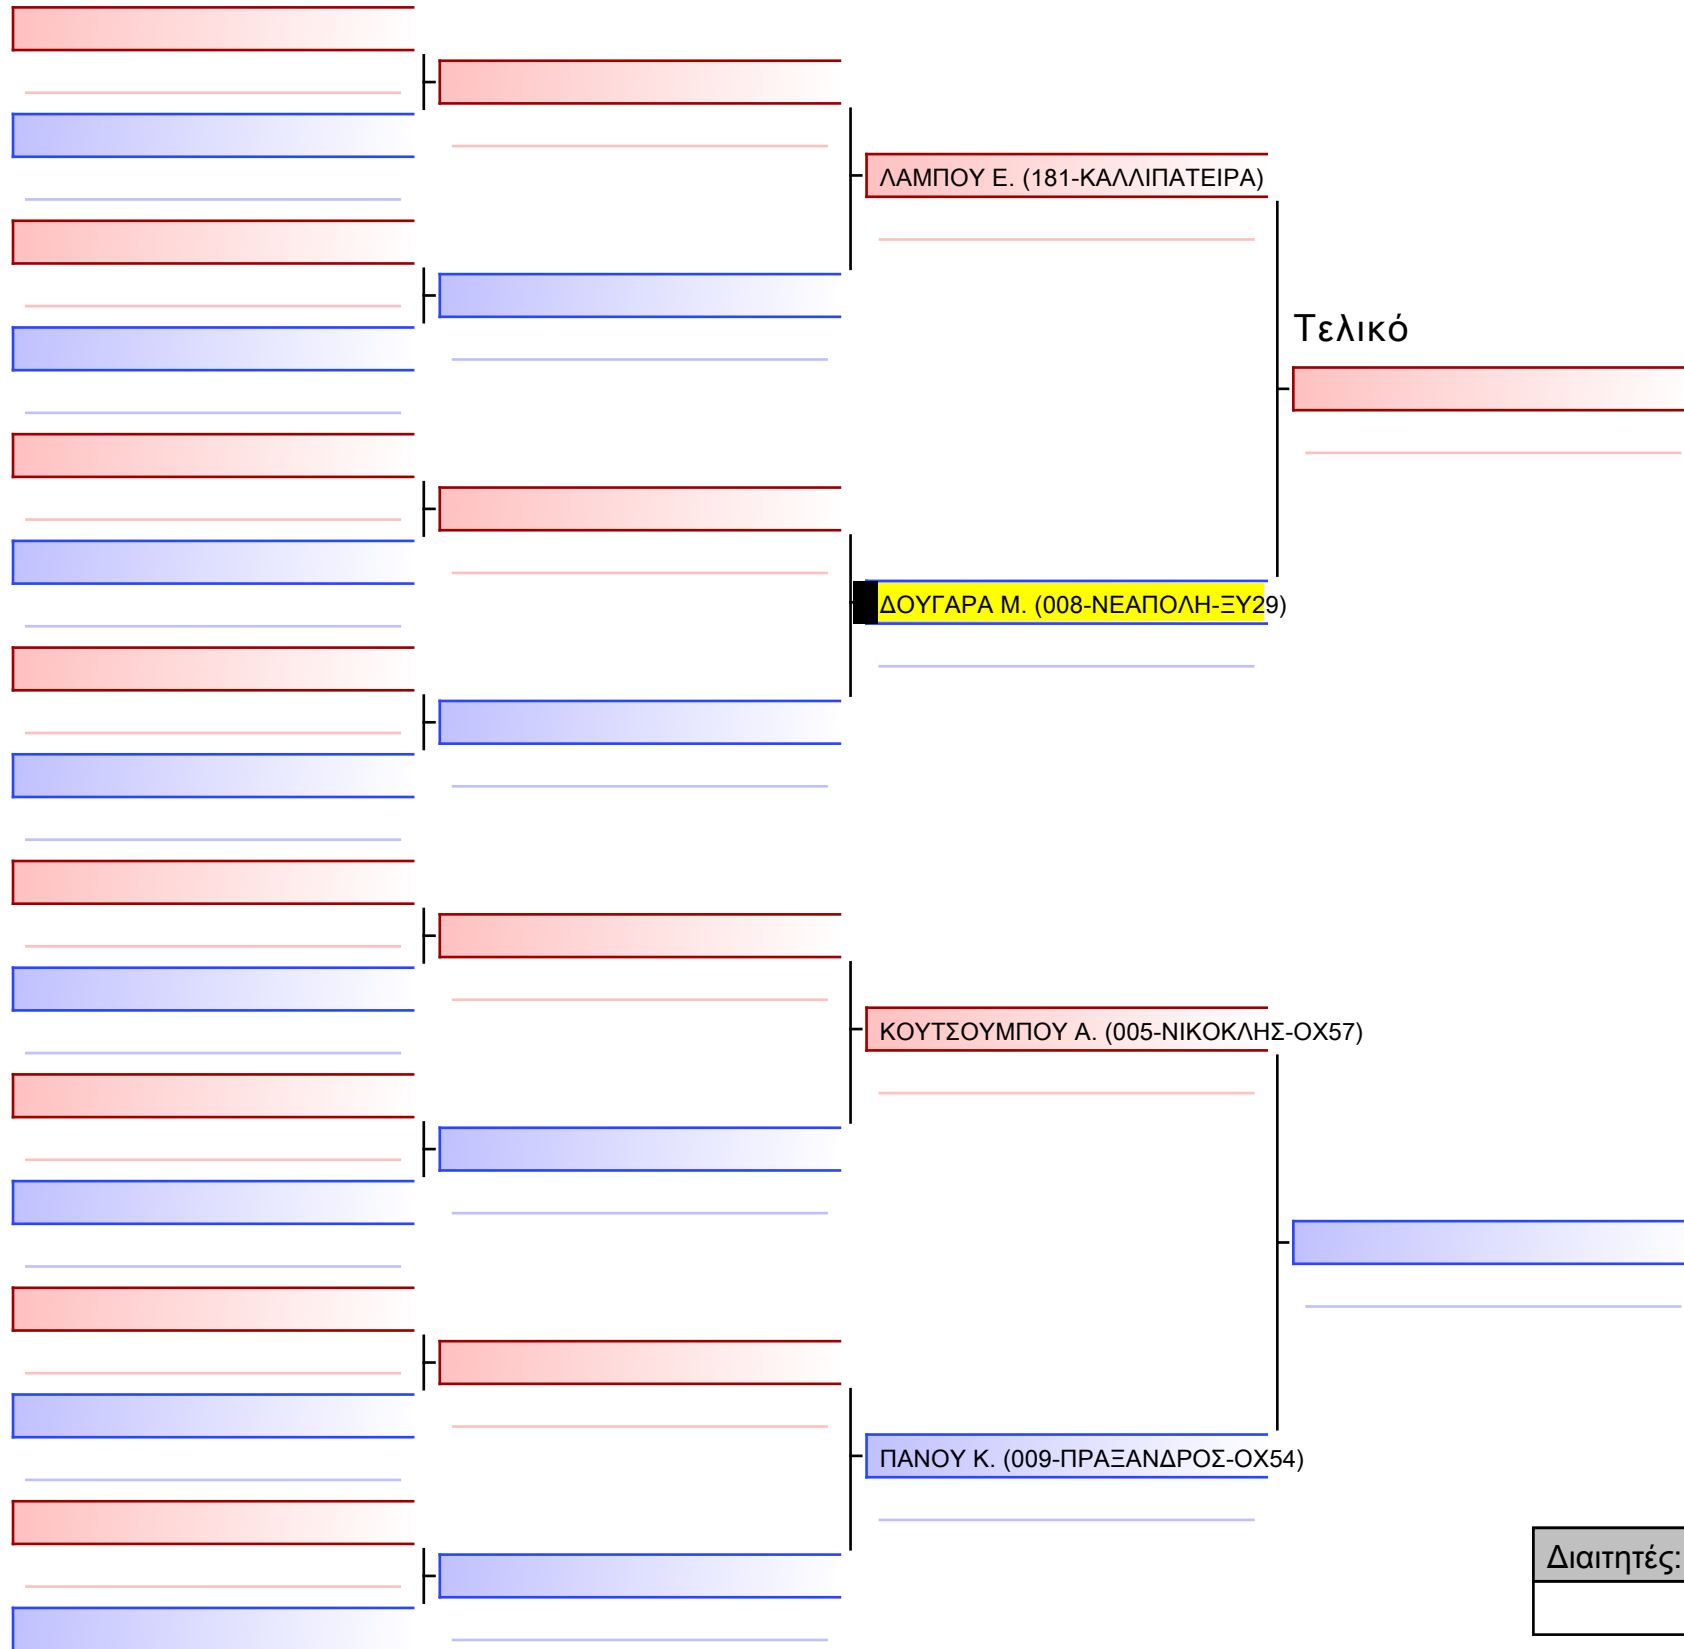 ΛΑΜΠΟΥ Ε. (181-ΚΑΛΛΙΠΑΤΕΙΡΑ)
Τελικό
ΔΟΥΓΑΡΑ Μ. (008-ΝΕΑΠΟΛΗ-ΞΥ29)
ΚΟΥΤΣΟΥΜΠΟΥ Α. (005-ΝΙΚΟΚΛΗΣ-ΟΧ57)
ΠΑΝΟΥ Κ. (009-ΠΡΑΞΑΝΔΡΟΣ-ΟΧ54)
Διαιτητές: